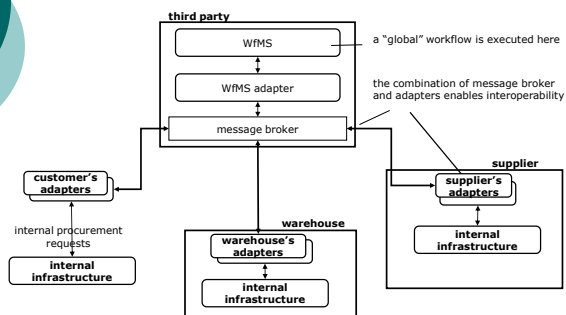 third party
WfMS
a “global” workflow is executed here
WfMS adapter
the combination of message broker
and adapters enables interoperability
message broker
supplier
customer’s
adapters
supplier’s
adapters
internal procurement
requests
warehouse
warehouse’s
adapters
internal
infrastructure
internal
infrastructure
internal
infrastructure